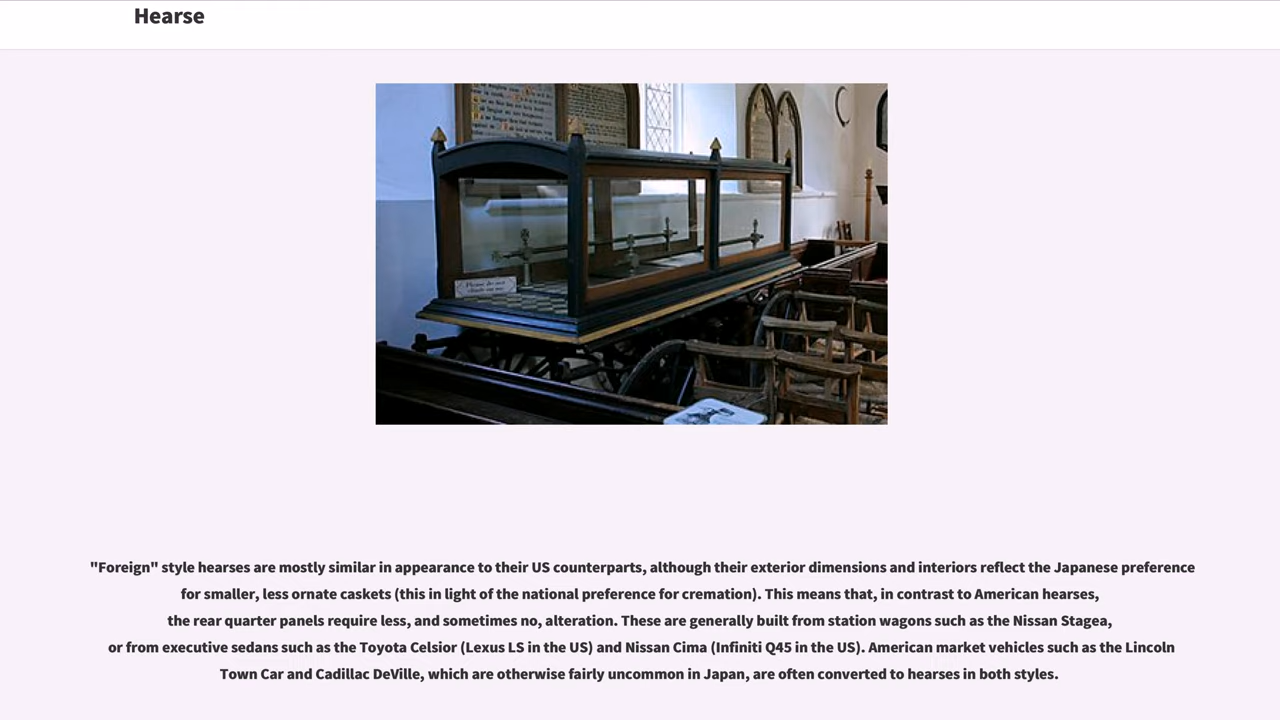 Hearse
Please do not
climb on me
"Foreign" style hearses are mostly similar in appearance to their US counterparts, although their exterior dimensions and interiors reflect the Japanese preference
for smaller, less ornate caskets (this in light of the national preference for cremation). This means that, in contrast to American hearses,
the rear quarter panels require less, and sometimes no, alteration. These are generally built from station wagons such as the Nissan Stagea,
or from executive sedans such as the Toyota Celsior (Lexus LS in the US) and Nissan Cima (Infiniti Q45 in the US). American market vehicles such as the Lincoln
Town Car and Cadillac DeVille, which are otherwise fairly uncommon in Japan, are often converted to hearses in both styles.